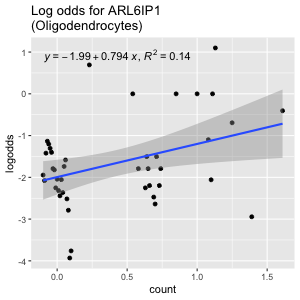 Log odds for ARL6IP1
(Oligodendrocytes)
y = −1.99 + 0.794 x, R² = 0.14
1
0
-1
-2
-3
-4
logodds
0.0 0.5 1.0 1.5
count